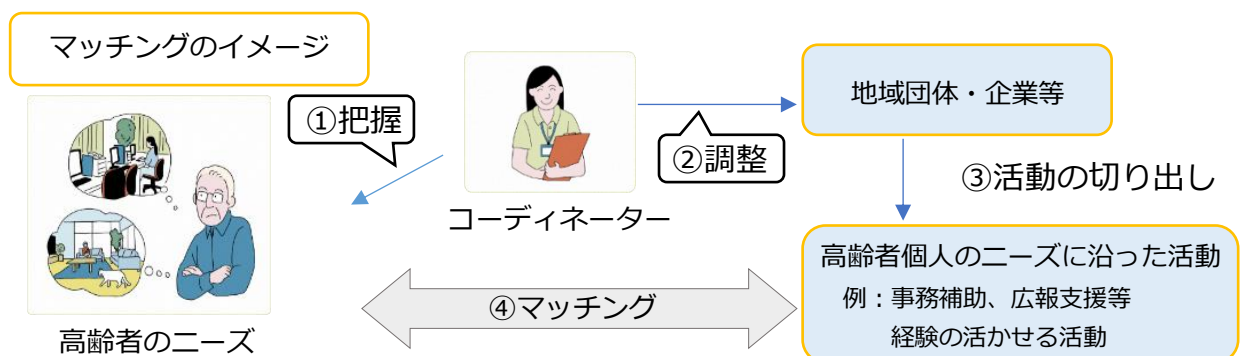 マッチングのイメージ
①把握
コーディネーター
②調整
地域団体・企業等
③活動の切り出し
高齢者個人のニーズに沿った活動
例：事務補助、広報支援等
経験の活かせる活動
④マッチング
高齢者のニーズ